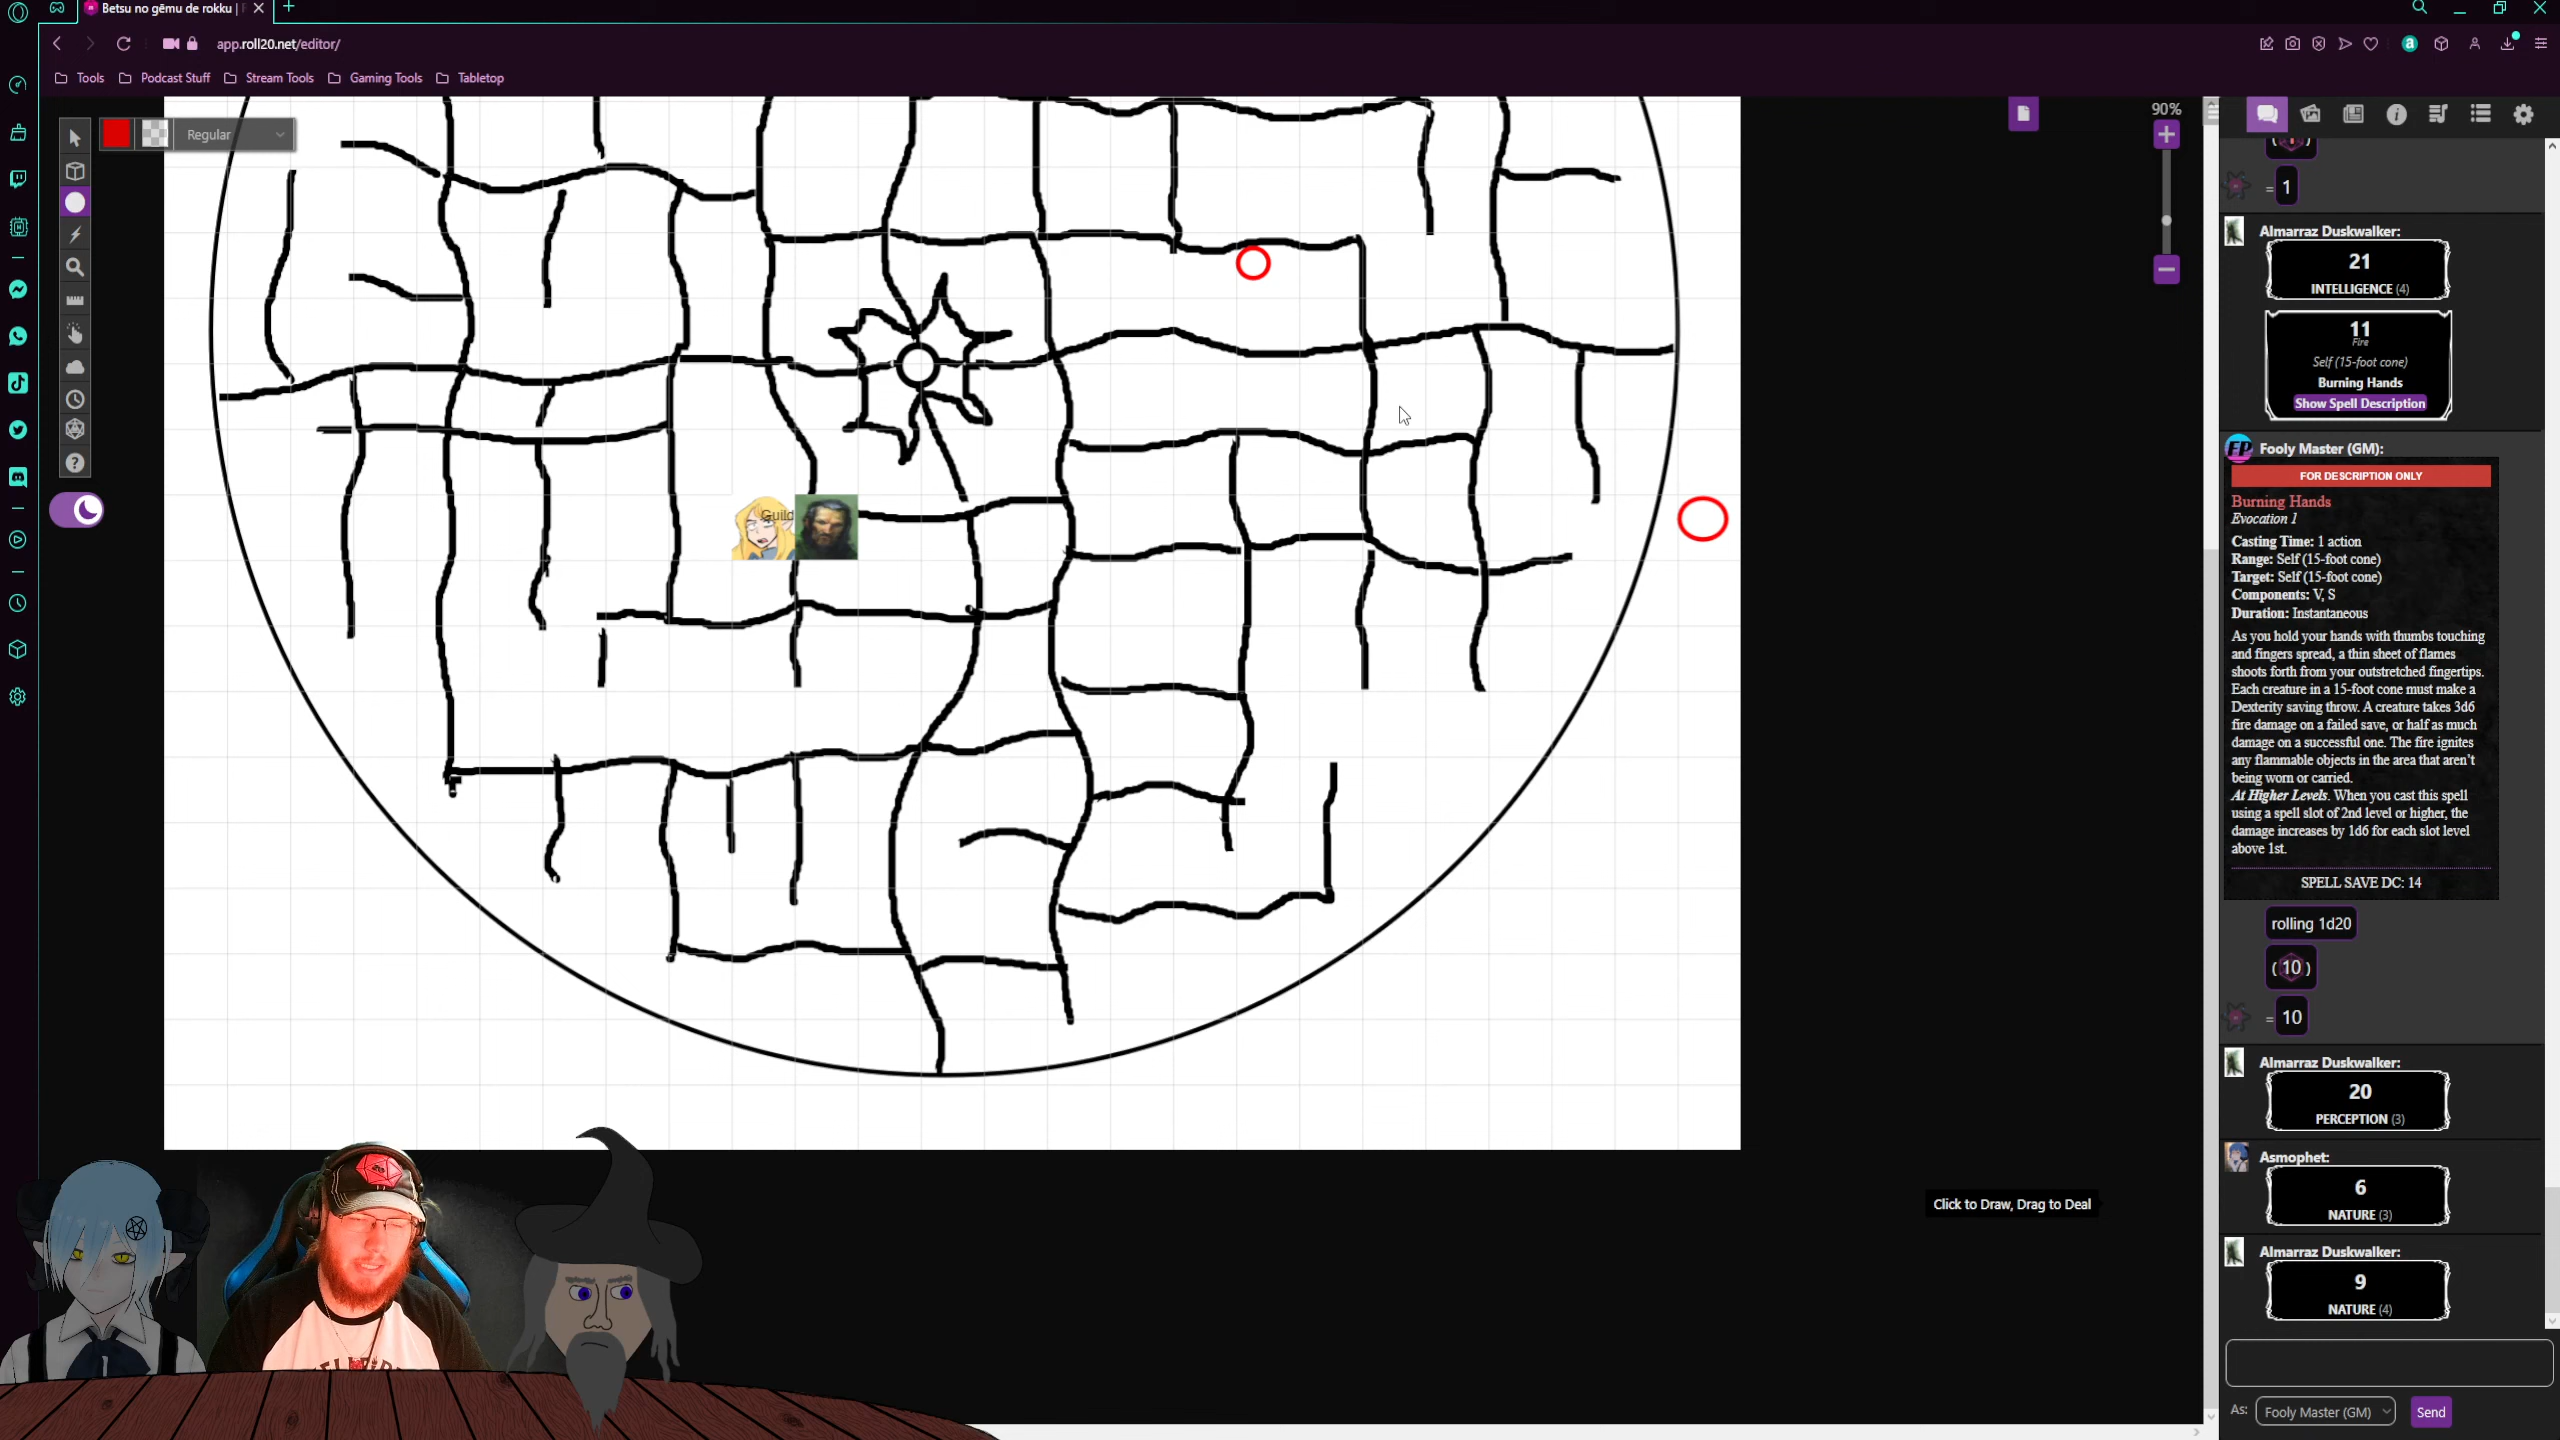 Betsu no gēmu de rokku |
app.roll20.net/editor/
Tools
Podcast Stuff
Stream Tools
Gaming Tools
Tabletop
Regular
90%
Guild
Click to Draw, Drag to Deal
= 1
Almarraz Duskwalker:
21
INTELLIGENCE (4)
11
Fire
Self (15-foot cone)
Burning Hands
Show Spell Description
Fooly Master (GM):
FOR DESCRIPTION ONLY
Burning Hands
Evocation 1
Casting Time: 1 action
Range: Self (15-foot cone)
Target: Self (15-foot cone)
Components: V, S
Duration: Instantaneous
As you hold your hands with thumbs touching
and fingers spread, a thin sheet of flames
shoots forth from your outstretched fingertips.
Each creature in a 15-foot cone must make a
Dexterity saving throw. A creature takes 3d6
fire damage on a failed save, or half as much
damage on a successful one. The fire ignites
any flammable objects in the area that aren't
being worn or carried.
At Higher Levels. When you cast this spell
using a spell slot of 2nd level or higher, the
damage increases by 1d6 for each slot level
above 1st.
SPELL SAVE DC: 14
rolling 1d20
(10)
= 10
Almarraz Duskwalker:
20
PERCEPTION (3)
Asmophet:
6
NATURE (3)
Almarraz Duskwalker:
9
NATURE (4)
As:
Fooly Master (GM)
Send